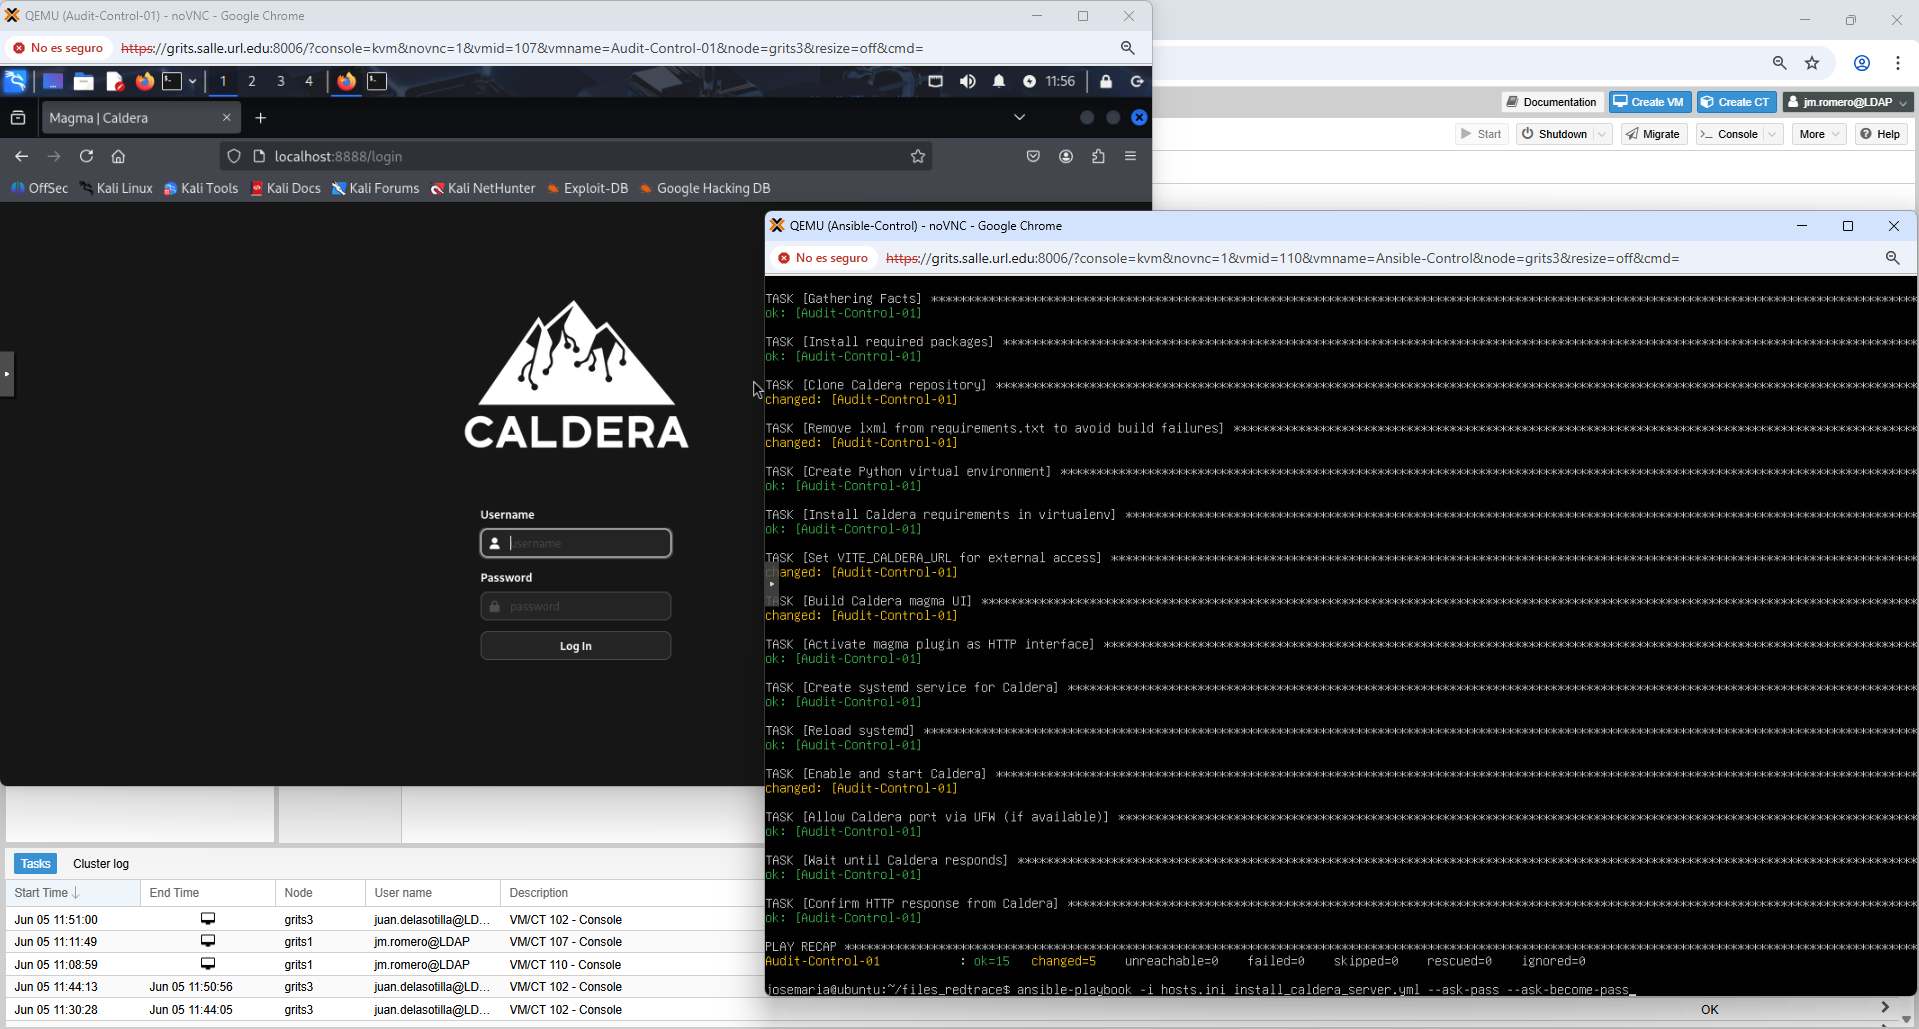 QEMU (Audit-Control-01) - noVNC - Google Chrome
No es seguro https://grits.salle.url.edu:8006/?console=kvm&novnc=1&vmid=107&vmname=Audit-Control-01&node=grits3&resize=off&cmd=
1 2 3 4 11:56
Magma | Caldera
localhost:8888/login
OffSec Kali Linux Kali Tools Kali Docs Kali Forums Kali NetHunter Exploit-DB Google Hacking DB
CALDERA
Username
username
Password
password
Log In
Documentation Create VM Create CT jm.romero@LDAP
Start Shutdown Migrate Console More Help
QEMU (Ansible-Control) - noVNC - Google Chrome
No es seguro https://grits.salle.url.edu:8006/?console=kvm&novnc=1&vmid=110&vmname=Ansible-Control&node=grits3&resize=off&cmd=
TASK [Gathering Facts]
ok: [Audit-Control-01]
TASK [Install required packages]
ok: [Audit-Control-01]
TASK [Clone Caldera repository]
changed: [Audit-Control-01]
TASK [Remove lxml from requirements.txt to avoid build failures]
changed: [Audit-Control-01]
TASK [Create Python virtual environment]
ok: [Audit-Control-01]
TASK [Install Caldera requirements in virtualenv]
ok: [Audit-Control-01]
TASK [Set VITE_CALDERA_URL for external access]
changed: [Audit-Control-01]
TASK [Build Caldera magma UI]
changed: [Audit-Control-01]
TASK [Activate magma plugin as HTTP interface]
ok: [Audit-Control-01]
TASK [Create systemd service for Caldera]
ok: [Audit-Control-01]
TASK [Reload systemd]
ok: [Audit-Control-01]
TASK [Enable and start Caldera]
changed: [Audit-Control-01]
TASK [Allow Caldera port via UFW (if available)]
ok: [Audit-Control-01]
TASK [Wait until Caldera responds]
ok: [Audit-Control-01]
TASK [Confirm HTTP response from Caldera]
ok: [Audit-Control-01]
PLAY RECAP
Audit-Control-01 : ok=15 changed=5 unreachable=0 failed=0 skipped=0 rescued=0 ignored=0
josemaria@ubuntu:~/files_redtrace$ ansible-playbook -i hosts.ini install_caldera_server.yml --ask-pass --ask-become-pass_
Tasks Cluster log
Start Time End Time Node User name Description
Jun 05 11:51:00 grits3 juan.delasotilla@LD... VM/CT 102 - Console
Jun 05 11:11:49 grits1 jm.romero@LDAP VM/CT 107 - Console
Jun 05 11:08:59 grits1 jm.romero@LDAP VM/CT 110 - Console
Jun 05 11:44:13 Jun 05 11:50:56 grits3 juan.delasotilla@LD... VM/CT 102 - Console
Jun 05 11:30:28 Jun 05 11:44:05 grits3 juan.delasotilla@LD... VM/CT 102 - Console OK